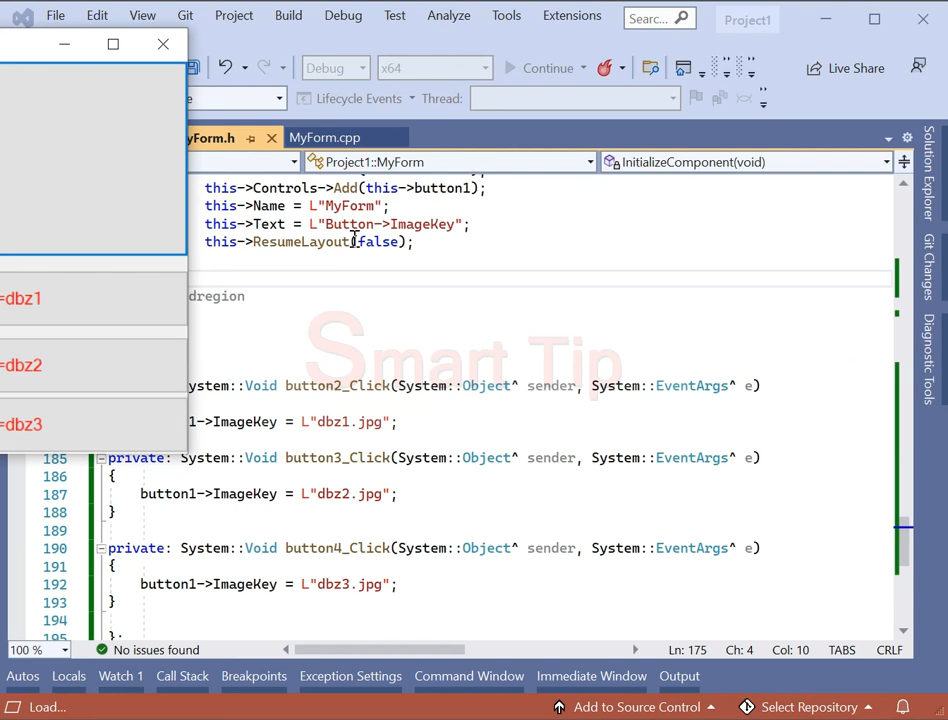 File Edit View Git Project Build Debug Test Analyze Tools Extensions Searc... Project1
Debug x64 Continue Live Share
e Lifecycle Events Thread:
yForm.h MyForm.cpp
Project1::MyForm InitializeComponent(void)
this->Controls->Add(this->button1);
this->Name = L"MyForm";
this->Text = L"Button->ImageKey";
this->ResumeLayout(false);
dregion
=dbz1
=dbz2
=dbz3
Smart Tip
ystem::Void button2_Click(System::Object^ sender, System::EventArgs^ e)
1->ImageKey = L"dbz1.jpg";
185 private: System::Void button3_Click(System::Object^ sender, System::EventArgs^ e)
186 {
187 button1->ImageKey = L"dbz2.jpg";
188 }
189
190 private: System::Void button4_Click(System::Object^ sender, System::EventArgs^ e)
191 {
192 button1->ImageKey = L"dbz3.jpg";
193 }
194
195 };
100 % No issues found Ln: 175 Ch: 4 Col: 10 TABS CRLF
Autos Locals Watch 1 Call Stack Breakpoints Exception Settings Command Window Immediate Window Output
Load... Add to Source Control Select Repository
Solution Explorer
Git Changes
Diagnostic Tools